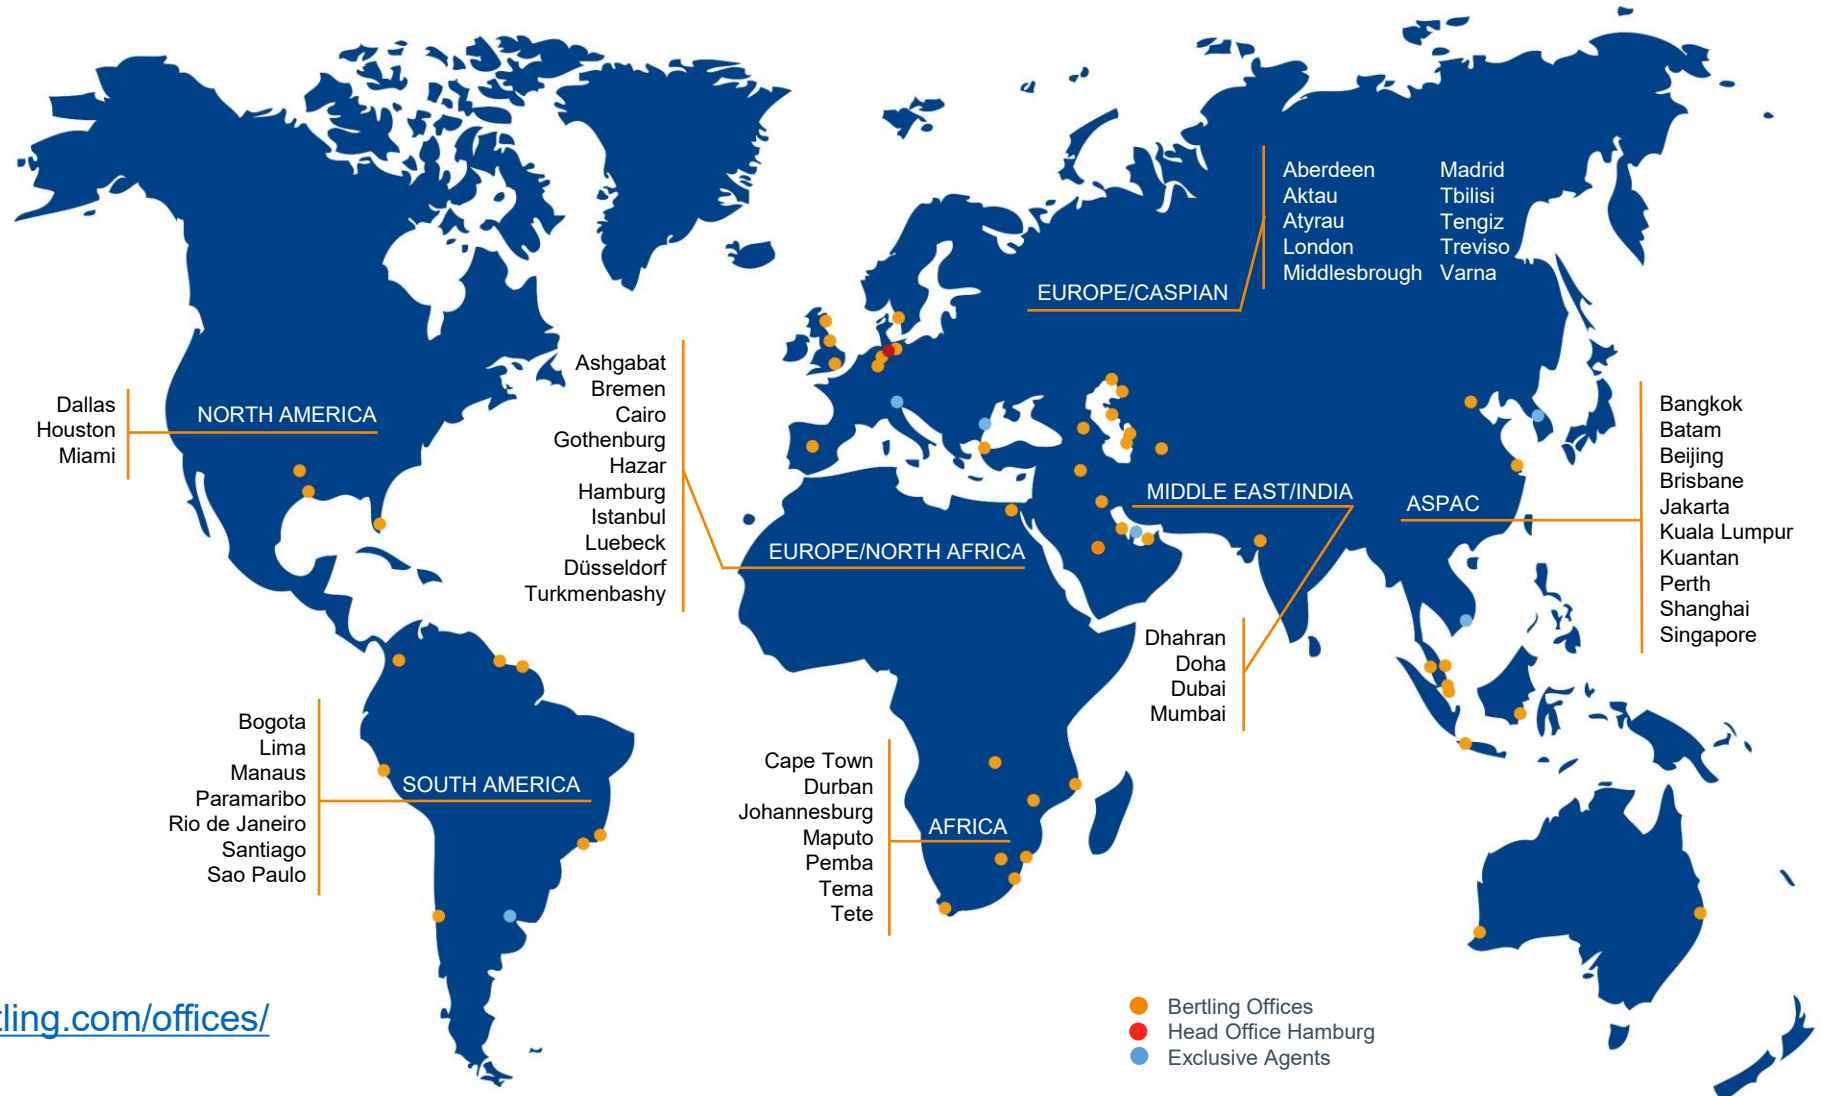 Aberdeen
Aktau
Atyrau
London
Middlesbrough
Madrid
Tbilisi
Tengiz
Treviso
Varna
EUROPE/CASPIAN
Dallas
Houston
Miami
NORTH AMERICA
Ashgabat
Bremen
Cairo
Gothenburg
Hazar
Hamburg
Istanbul
Luebeck
Düsseldorf
Turkmenbashy
EUROPE/NORTH AFRICA
MIDDLE EAST/INDIA
Dhahran
Doha
Dubai
Mumbai
ASPAC
Bangkok
Batam
Beijing
Brisbane
Jakarta
Kuala Lumpur
Kuantan
Perth
Shanghai
Singapore
Bogota
Lima
Manaus
Paramaribo
Rio de Janeiro
Santiago
Sao Paulo
SOUTH AMERICA
Cape Town
Durban
Johannesburg
Maputo
Pemba
Tema
Tete
AFRICA
tling.com/offices/
Bertling Offices
Head Office Hamburg
Exclusive Agents